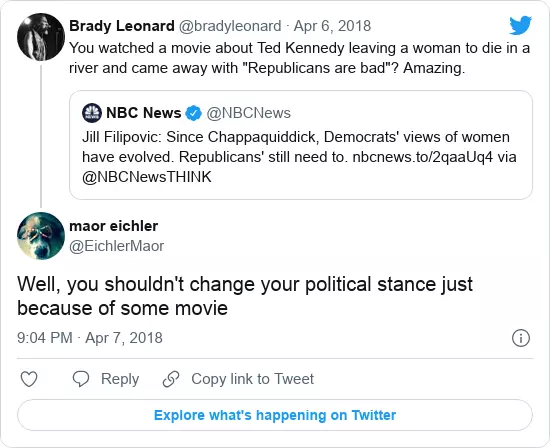 Brady Leonard @bradyleonard · Apr 6, 2018
You watched a movie about Ted Kennedy leaving a woman to die in a
river and came away with "Republicans are bad"? Amazing.
NBC News @NBCNews
Jill Filipovic: Since Chappaquiddick, Democrats' views of women
have evolved. Republicans' still need to. nbcnews.to/2qaaUq4 via
@NBCNewsTHINK
maor eichler
@EichlerMaor
Well, you shouldn't change your political stance just
because of some movie
9:04 PM · Apr 7, 2018
Reply Copy link to Tweet
Explore what's happening on Twitter